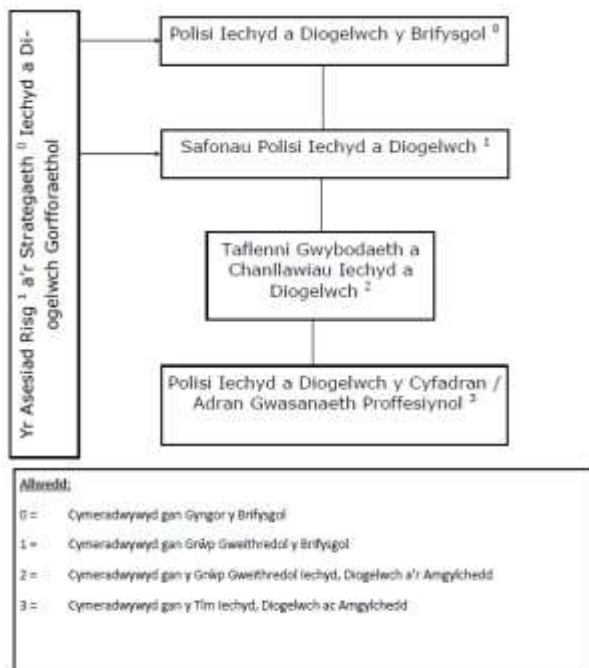 Yr Asesiad Risg ¹ a'r Strategaeth ⁰ Iechyd a Di-
ogelwch Gorfforaethol
Polisi Iechyd a Diogelwch y Brifysgol ⁰
Safonau Polisi Iechyd a Diogelwch ¹
Taflenni Gwybodaeth a
Chanllawiau Iechyd a
Diogelwch ²
Polisi Iechyd a Diogelwch y Cyfadran /
Adran Gwasanaeth Proffesiynol ³
Allwedd:
0 = Cymeradwywyd gan Gyngor y Brifysgol
1 = Cymeradwywyd gan Grŵp Gweithredol y Brifysgol
2 = Cymeradwywyd gan y Grŵp Gweithredol Iechyd, Diogelwch a'r Amgylchedd
3 = Cymeradwywyd gan y Tîm Iechyd, Diogelwch ac Amgylchedd